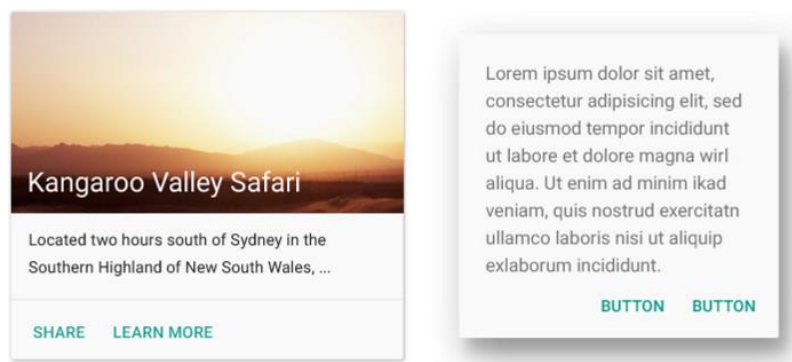 Kangaroo Valley Safari
Located two hours south of Sydney in the
Southern Highland of New South Wales, ...
SHARE LEARN MORE
Lorem ipsum dolor sit amet,
consectetur adipisicing elit, sed
do eiusmod tempor incididunt
ut labore et dolore magna wirl
aliqua. Ut enim ad minim ikad
veniam, quis nostrud exercitatn
ullamco laboris nisi ut aliquip
exlaborum incididunt.
BUTTON BUTTON